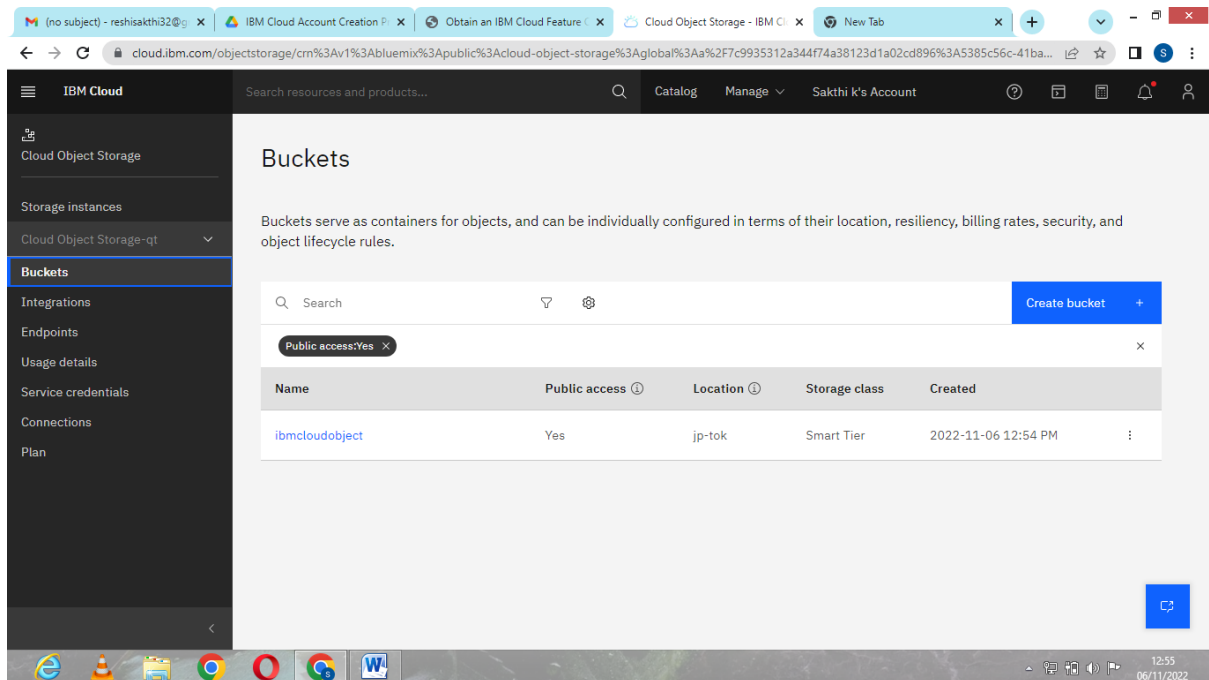 (no subject) - reshisakthi32@g
IBM Cloud Account Creation P
Obtain an IBM Cloud Feature C
Cloud Object Storage - IBM Cl
New Tab
cloud.ibm.com/objectstorage/crn%3Av1%3Abluemix%3Apublic%3Acloud-object-storage%3Aglobal%3Aa%2F7c9935312a344f74a38123d1a02cd896%3A5385c56c-41ba...
S
IBM Cloud
Search resources and products...
Catalog
Manage
Sakthi k's Account
Cloud Object Storage
Storage instances
Cloud Object Storage-qt
Buckets
Integrations
Endpoints
Usage details
Service credentials
Connections
Plan
Buckets
Buckets serve as containers for objects, and can be individually configured in terms of their location, resiliency, billing rates, security, and
object lifecycle rules.
Search
Create bucket +
Public access:Yes ×
Name Public access Location Storage class Created
ibmcloudobject Yes jp-tok Smart Tier 2022-11-06 12:54 PM
12:55
06/11/2022